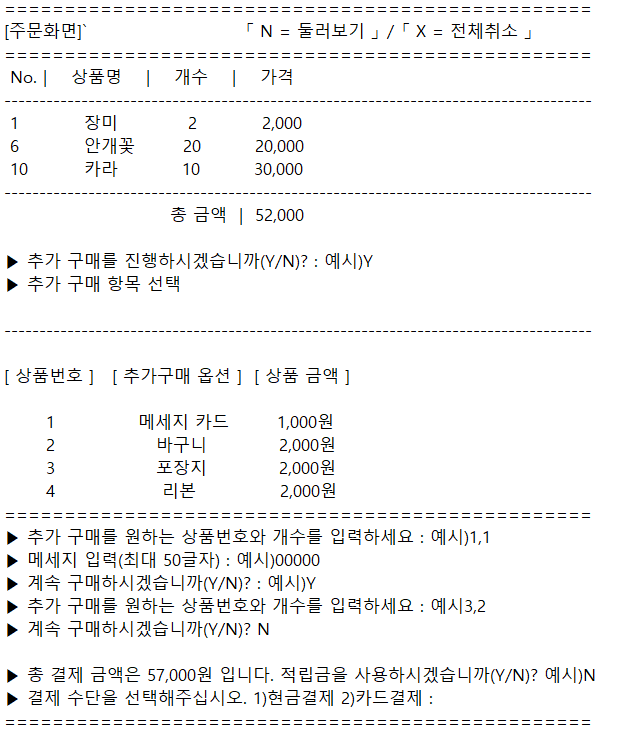 ==================================================
[주문화면]` 「 N = 둘러보기 」/「 X = 전체취소 」
==================================================
No. | 상품명 | 개수 | 가격
--------------------------------------------------------------------------------
1 장미 2 2,000
6 안개꽃 20 20,000
10 카라 10 30,000
--------------------------------------------------------------------------------
총 금액 | 52,000
▶ 추가 구매를 진행하시겠습니까(Y/N)? : 예시)Y
▶ 추가 구매 항목 선택
--------------------------------------------------------------------------------
[ 상품번호 ] [ 추가구매 옵션 ] [ 상품 금액 ]
1 메세지 카드 1,000원
2 바구니 2,000원
3 포장지 2,000원
4 리본 2,000원
==================================================
▶ 추가 구매를 원하는 상품번호와 개수를 입력하세요 : 예시)1,1
▶ 메세지 입력(최대 50글자) : 예시)00000
▶ 계속 구매하시겠습니까(Y/N)? : 예시)Y
▶ 추가 구매를 원하는 상품번호와 개수를 입력하세요 : 예시3,2
▶ 계속 구매하시겠습니까(Y/N)? N
▶ 총 결제 금액은 57,000원 입니다. 적립금을 사용하시겠습니까(Y/N)? 예시)N
▶ 결제 수단을 선택해주십시오. 1)현금결제 2)카드결제 :
==================================================